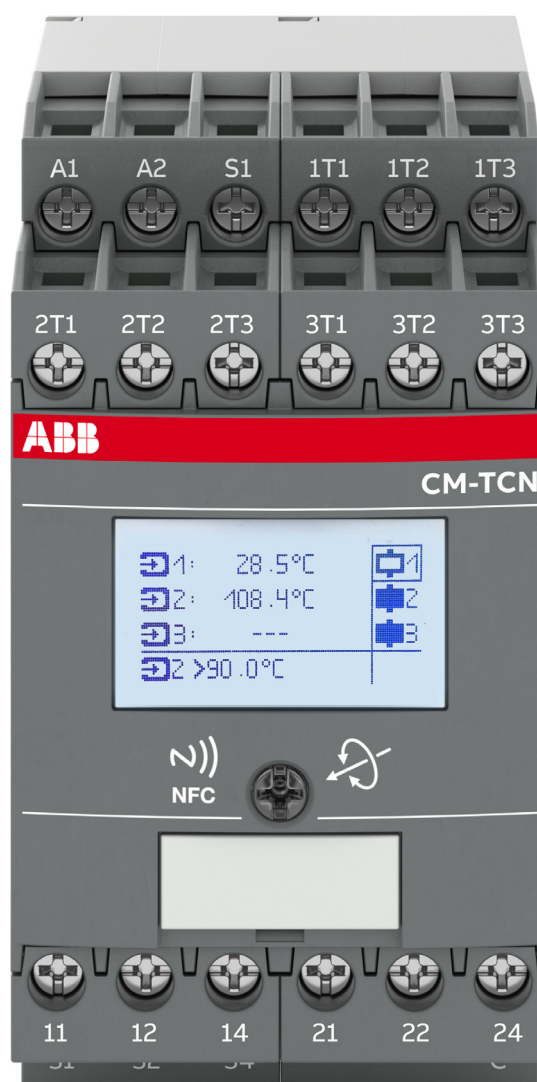 A1 A2 S1 1T1 1T2 1T3
2T1 2T2 2T3 3T1 3T2 3T3
ABB
CM-TCN
1: 28.5°C 1
2: 108.4°C 2
3: --- 3
2 >90.0°C
NFC
11 12 14 21 22 24